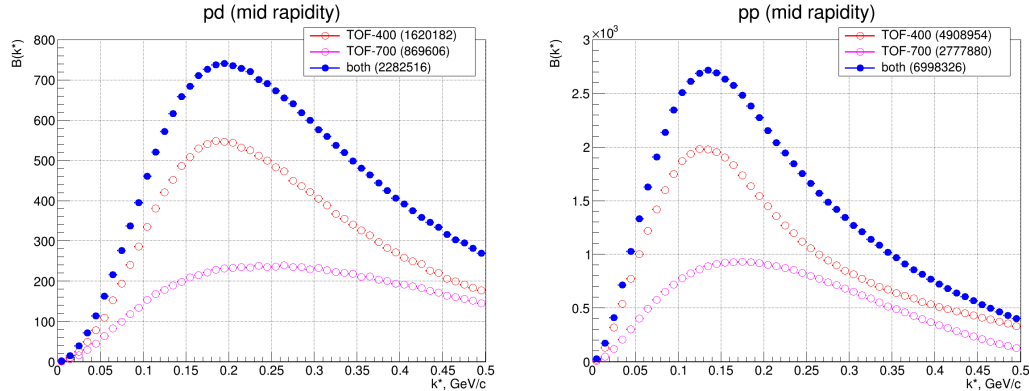 pd (mid rapidity)
B(k*)
TOF-400 (1620182)
TOF-700 (869606)
both (2282516)
800
700
600
500
400
300
200
100
0
0 0.05 0.1 0.15 0.2 0.25 0.3 0.35 0.4 0.45 0.5
k*, GeV/c
pp (mid rapidity)
×10³
B(k*)
TOF-400 (4908954)
TOF-700 (2777880)
both (6998326)
3
2.5
2
1.5
1
0.5
0
0 0.05 0.1 0.15 0.2 0.25 0.3 0.35 0.4 0.45 0.5
k*, GeV/c